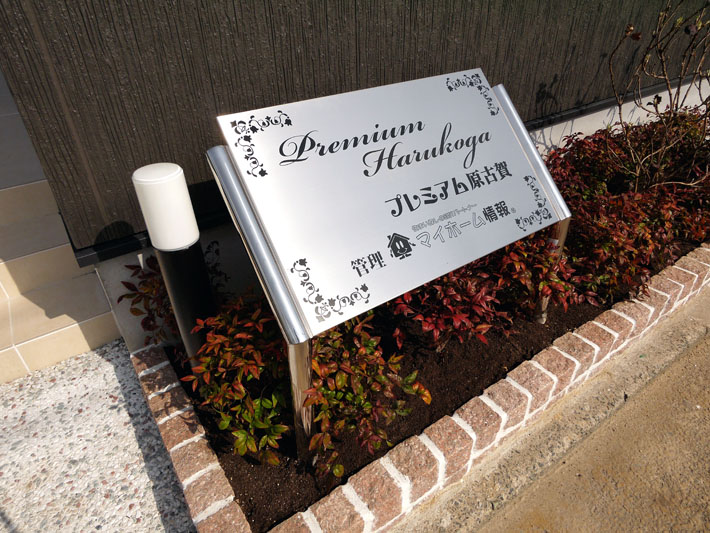 Premium
Harukoga
プレミアム原古賀
管理 マイホーム情報